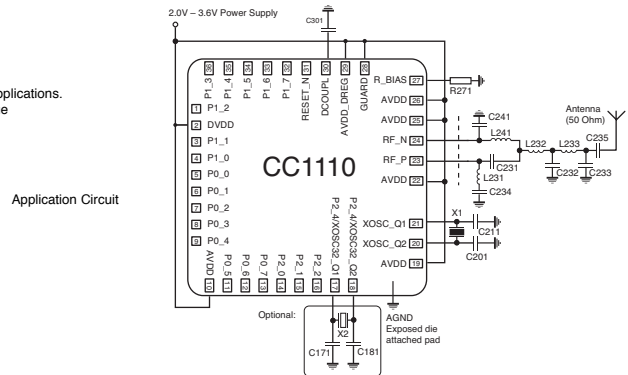 2.0V – 3.6V Power Supply
C301
36 35 34 33 32 31 30 29 28
P1_3
P1_4
P1_5
P1_6
P1_7
RESET_N
DCOUPL
AVDD_DREG
GUARD
pplications.
e
Application Circuit
1 P1_2
2 DVDD
3 P1_1
4 P1_0
5 P0_0
6 P0_1
7 P0_2
8 P0_3
9 P0_4
CC1110
R_BIAS 27
AVDD 26
AVDD 25
RF_N 24
RF_P 23
AVDD 22
XOSC_Q1 21
XOSC_Q2 20
AVDD 19
R271
C241
L241
C231
L231
C234
L232
L233
C232
C233
C235
Antenna
(50 Ohm)
X1
C211
C201
AVDD
P0_5
P0_6
P0_7
P2_0
P2_1
P2_2
P2_4/XOSC32_Q1
P2_4/XOSC32_Q2
10 11 12 13 14 15 16 17 18
Optional:
X2
C171
C181
AGND
Exposed die
attached pad